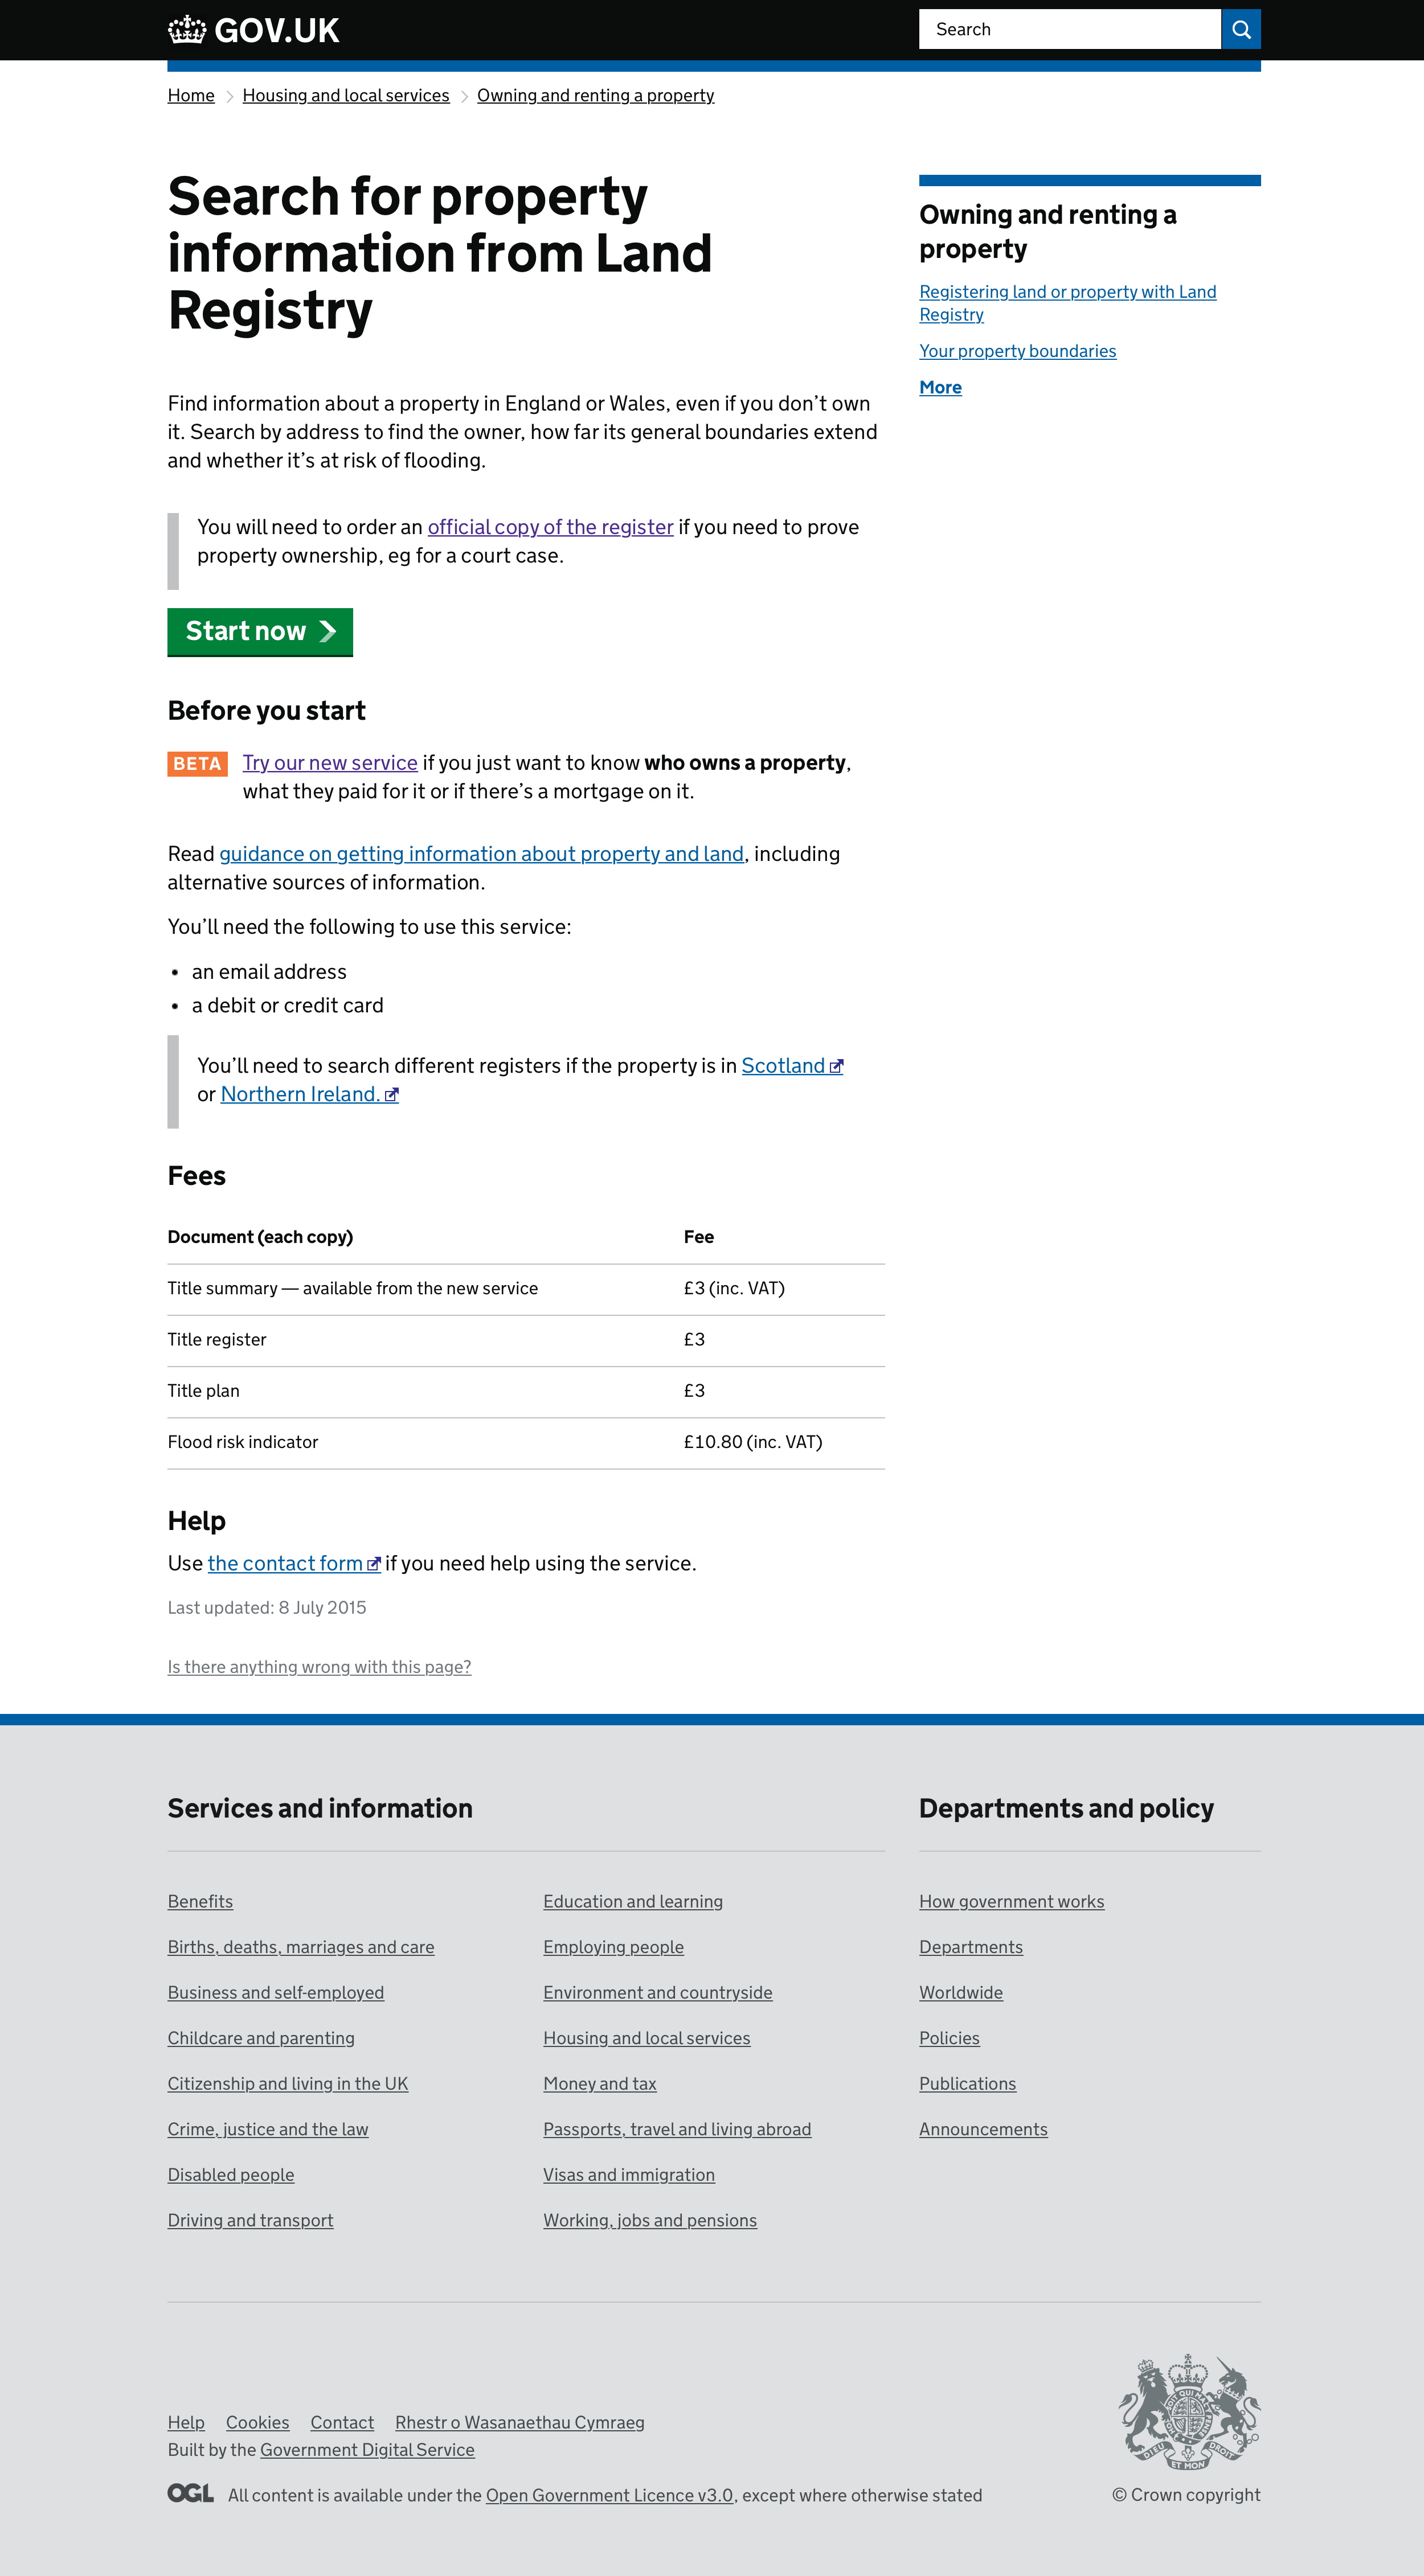 GOV.UK
Search
Home
Housing and local services
Owning and renting a property
Search for property
information from Land
Registry
Find information about a property in England or Wales, even if you don’t own
it. Search by address to find the owner, how far its general boundaries extend
and whether it’s at risk of flooding.
You will need to order an official copy of the register if you need to prove
property ownership, eg for a court case.
Start now
Before you start
BETA
Try our new service if you just want to know who owns a property,
what they paid for it or if there’s a mortgage on it.
Read guidance on getting information about property and land, including
alternative sources of information.
You’ll need the following to use this service:
• an email address
• a debit or credit card
You’ll need to search different registers if the property is in Scotland
or Northern Ireland.
Fees
Document (each copy) Fee
Title summary — available from the new service £3 (inc. VAT)
Title register £3
Title plan £3
Flood risk indicator £10.80 (inc. VAT)
Help
Use the contact form if you need help using the service.
Last updated: 8 July 2015
Is there anything wrong with this page?
Owning and renting a
property
Registering land or property with Land
Registry
Your property boundaries
More
Services and information
Benefits
Births, deaths, marriages and care
Business and self-employed
Childcare and parenting
Citizenship and living in the UK
Crime, justice and the law
Disabled people
Driving and transport
Education and learning
Employing people
Environment and countryside
Housing and local services
Money and tax
Passports, travel and living abroad
Visas and immigration
Working, jobs and pensions
Departments and policy
How government works
Departments
Worldwide
Policies
Publications
Announcements
Help Cookies Contact Rhestr o Wasanaethau Cymraeg
Built by the Government Digital Service
OGL All content is available under the Open Government Licence v3.0, except where otherwise stated
DIEU ET MON DROIT
© Crown copyright